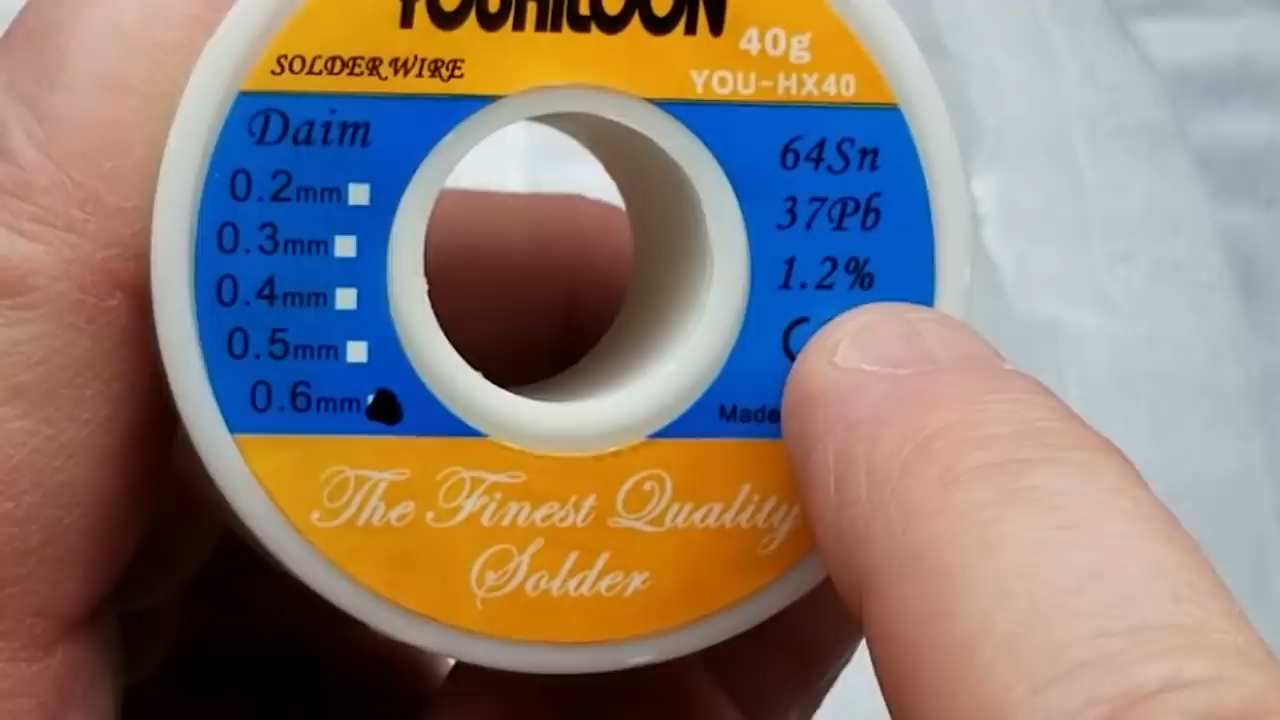 YOUKILOON
40g
SOLDER WIRE
YOU-HX40
Daim
0.2mm
0.3mm
0.4mm
0.5mm
0.6mm
64Sn
37Pb
1.2%
Made
The Finest Quality
Solder